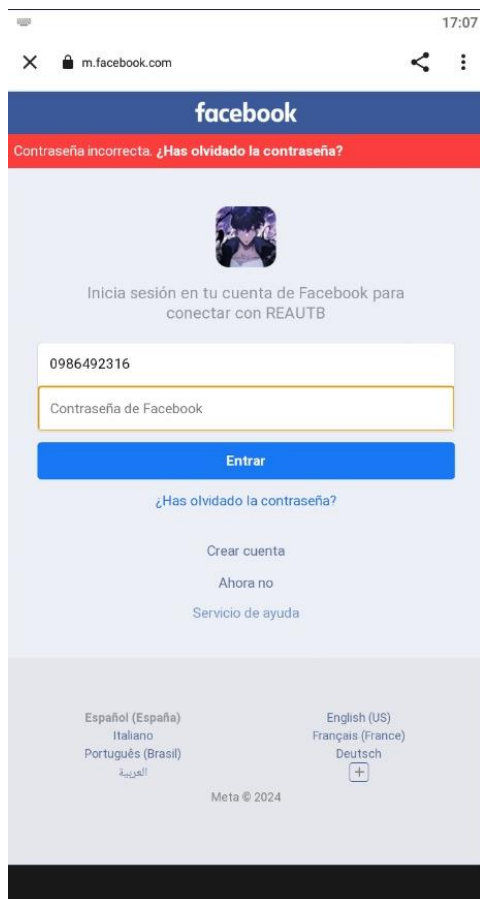 17:07
m.facebook.com
facebook
Contraseña incorrecta. ¿Has olvidado la contraseña?
Inicia sesión en tu cuenta de Facebook para
conectar con REAUTB
0986492316
Contraseña de Facebook
Entrar
¿Has olvidado la contraseña?
Crear cuenta
Ahora no
Servicio de ayuda
Español (España)
English (US)
Italiano
Français (France)
Português (Brasil)
Deutsch
العربية
Meta © 2024